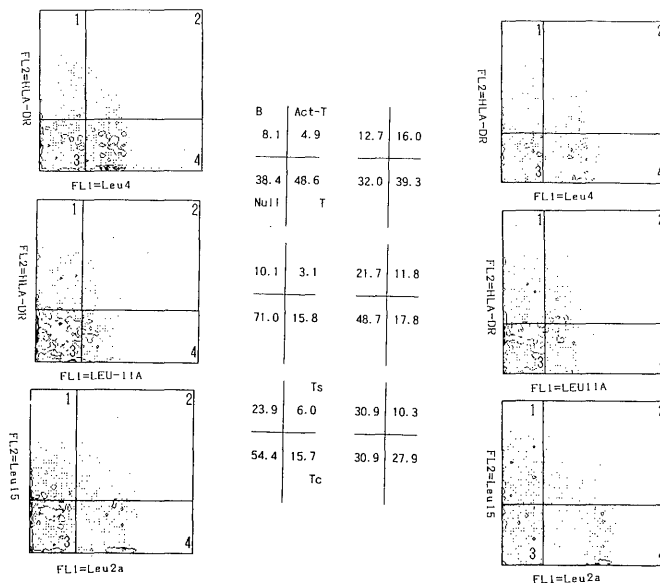 1 2
FL2=HLA-DR
3 4
FL1=Leu4
B Act-T
8.1 4.9
38.4 48.6
Null T
12.7 16.0
32.0 39.3
1 2
FL2=HLA-DR
3 4
FL1=Leu4
1 2
FL2=HLA-DR
3 4
FL1=LEU-11A
10.1 3.1
71.0 15.8
21.7 11.8
48.7 17.8
1 2
FL2=HLA-DR
3 4
FL1=LEU11A
1 2
FL2=Leu15
3 4
FL1=Leu2a
Ts
23.9 6.0
54.4 15.7
Tc
30.9 10.3
30.9 27.9
1 2
FL2=Leu15
3 4
FL1=Leu2a